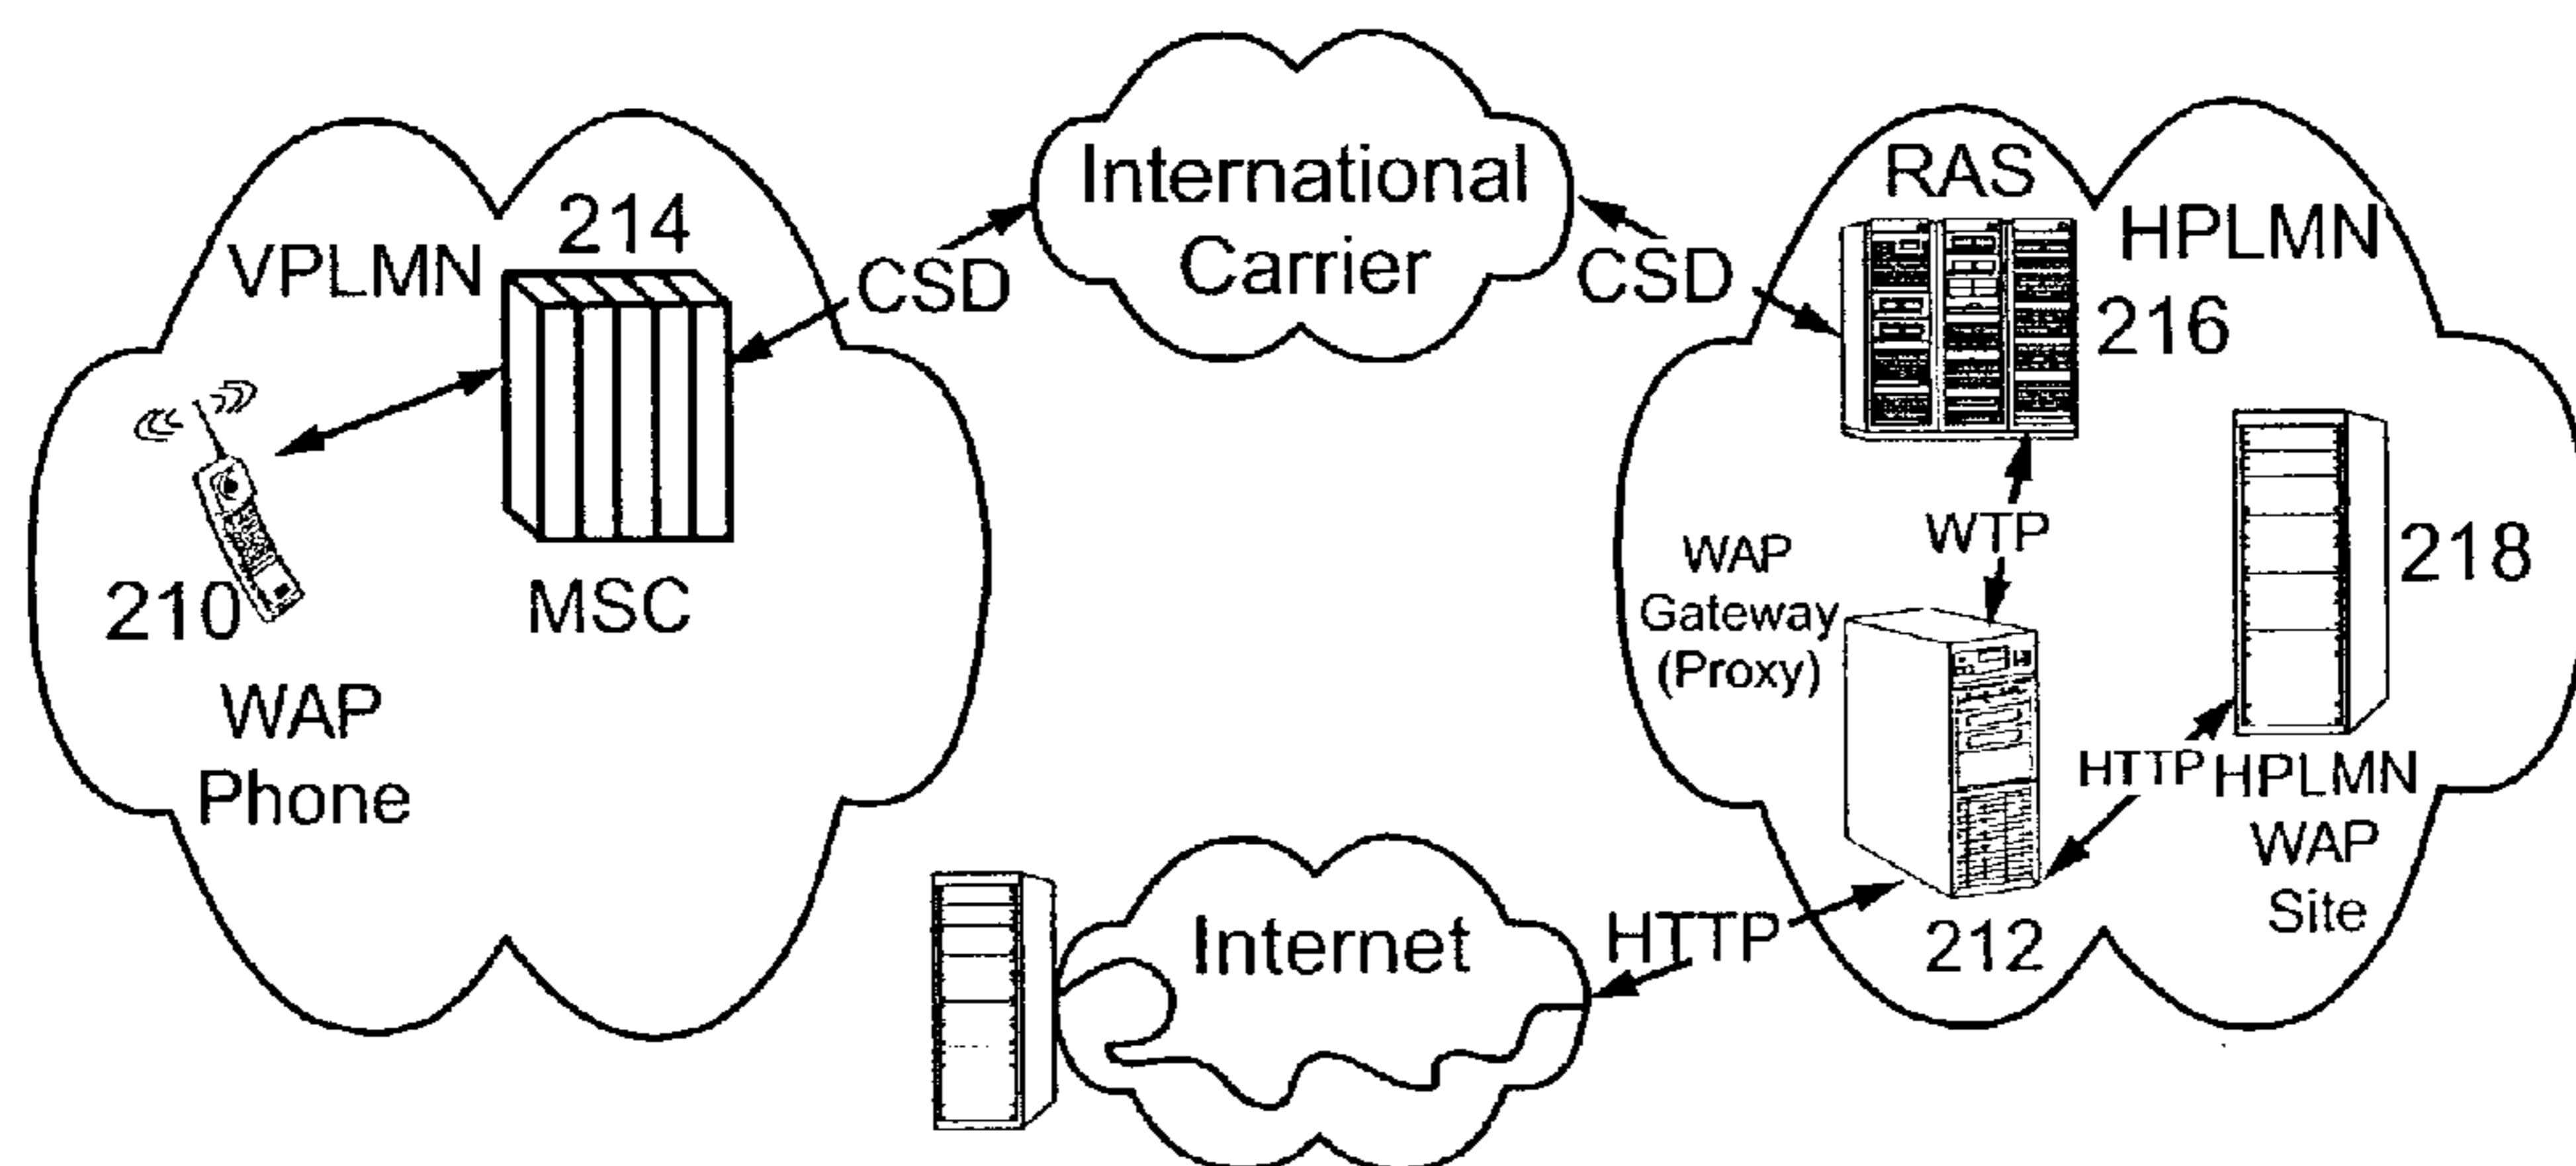 VPLMN
214
MSC
210
WAP
Phone
CSD
International
Carrier
CSD
RAS
HPLMN
216
WTP
WAP
Gateway
(Proxy)
218
HTTP
HPLMN
WAP
Site
212
HTTP
Internet